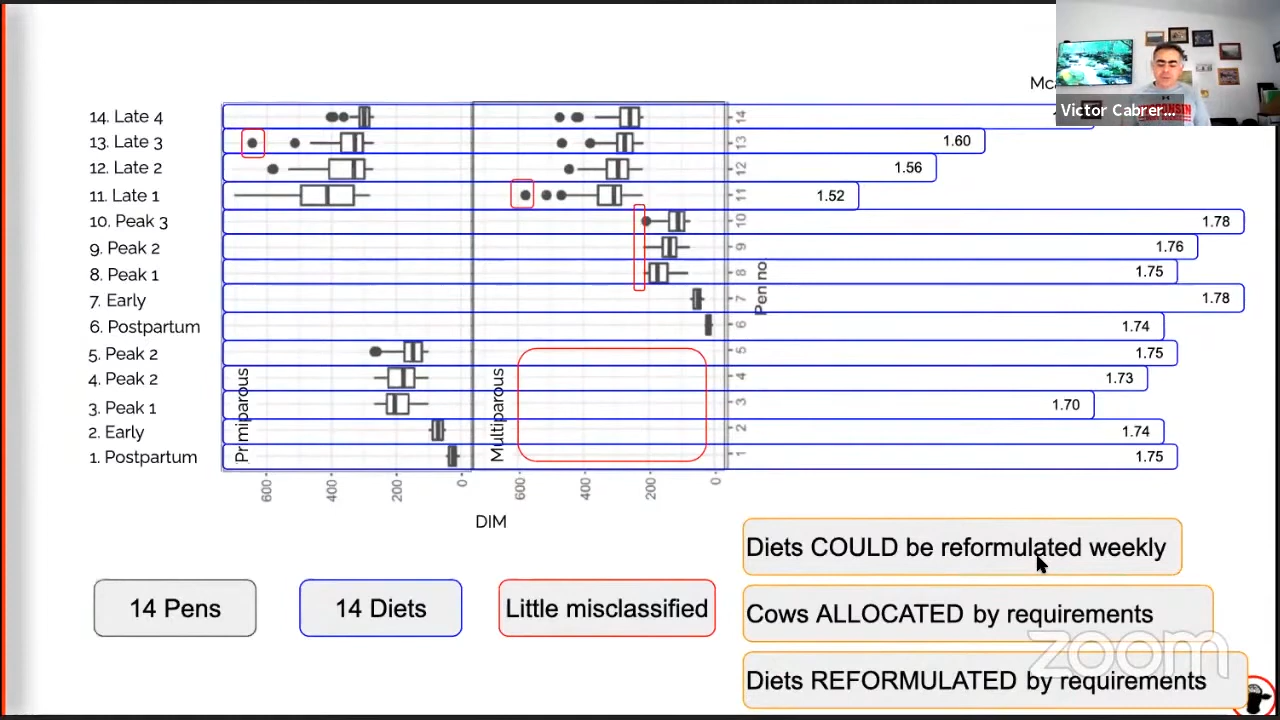 Mca
Victor Cabrer...
14. Late 4
14
13. Late 3
13
1.60
12. Late 2
12
1.56
11. Late 1
11
1.52
10. Peak 3
10
1.78
9. Peak 2
9
1.76
8. Peak 1
8
1.75
7. Early
7
1.78
6. Postpartum
6
1.74
5. Peak 2
5
1.75
4. Peak 2
4
1.73
3. Peak 1
3
1.70
2. Early
2
1.74
1. Postpartum
1
1.75
Prmiparous
Multiparous
Pen no
600 400 200 0 600 400 200 0
DIM
Diets COULD be reformulated weekly
14 Pens
14 Diets
Little misclassified
Cows ALLOCATED by requirements
zoom
Diets REFORMULATED by requirements